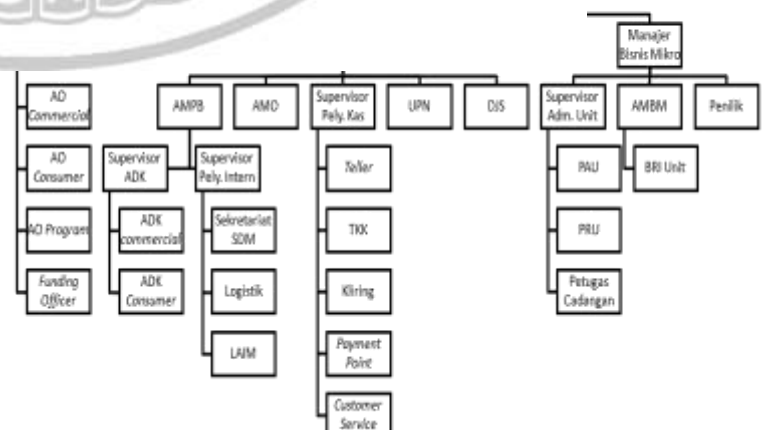 Manajer
Bisnis Mikro
AO
Commercial
AMPB
AMO
Supervisor
Pely. Kas
UPN
DJS
Supervisor
Adm. Unit
AMBM
Penilik
AO
Consumer
Supervisor
ADK
Supervisor
Pely. Intern
Teller
PAU
BRI Unit
AO Program
ADK
commercial
Sekretariat
SDM
TKK
PRU
Funding
Officer
ADK
Consumer
Logistik
Kliring
Petugas
Cadangan
LAIM
Payment
Point
Customer
Service